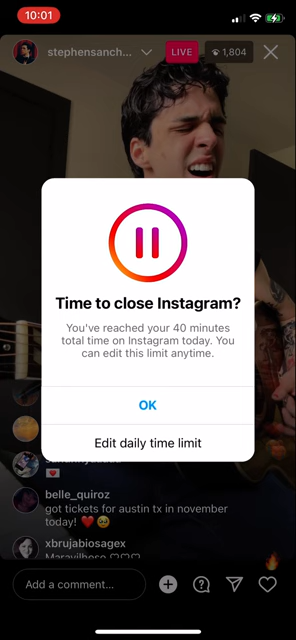 10:01
stephensanch...
LIVE
1,804
Time to close Instagram?
You've reached your 40 minutes
total time on Instagram today. You
can edit this limit anytime.
OK
Edit daily time limit
belle_quiroz
got tickets for austin tx in november
today!
xbrujabiosagex
Maravilhoso
Add a comment...